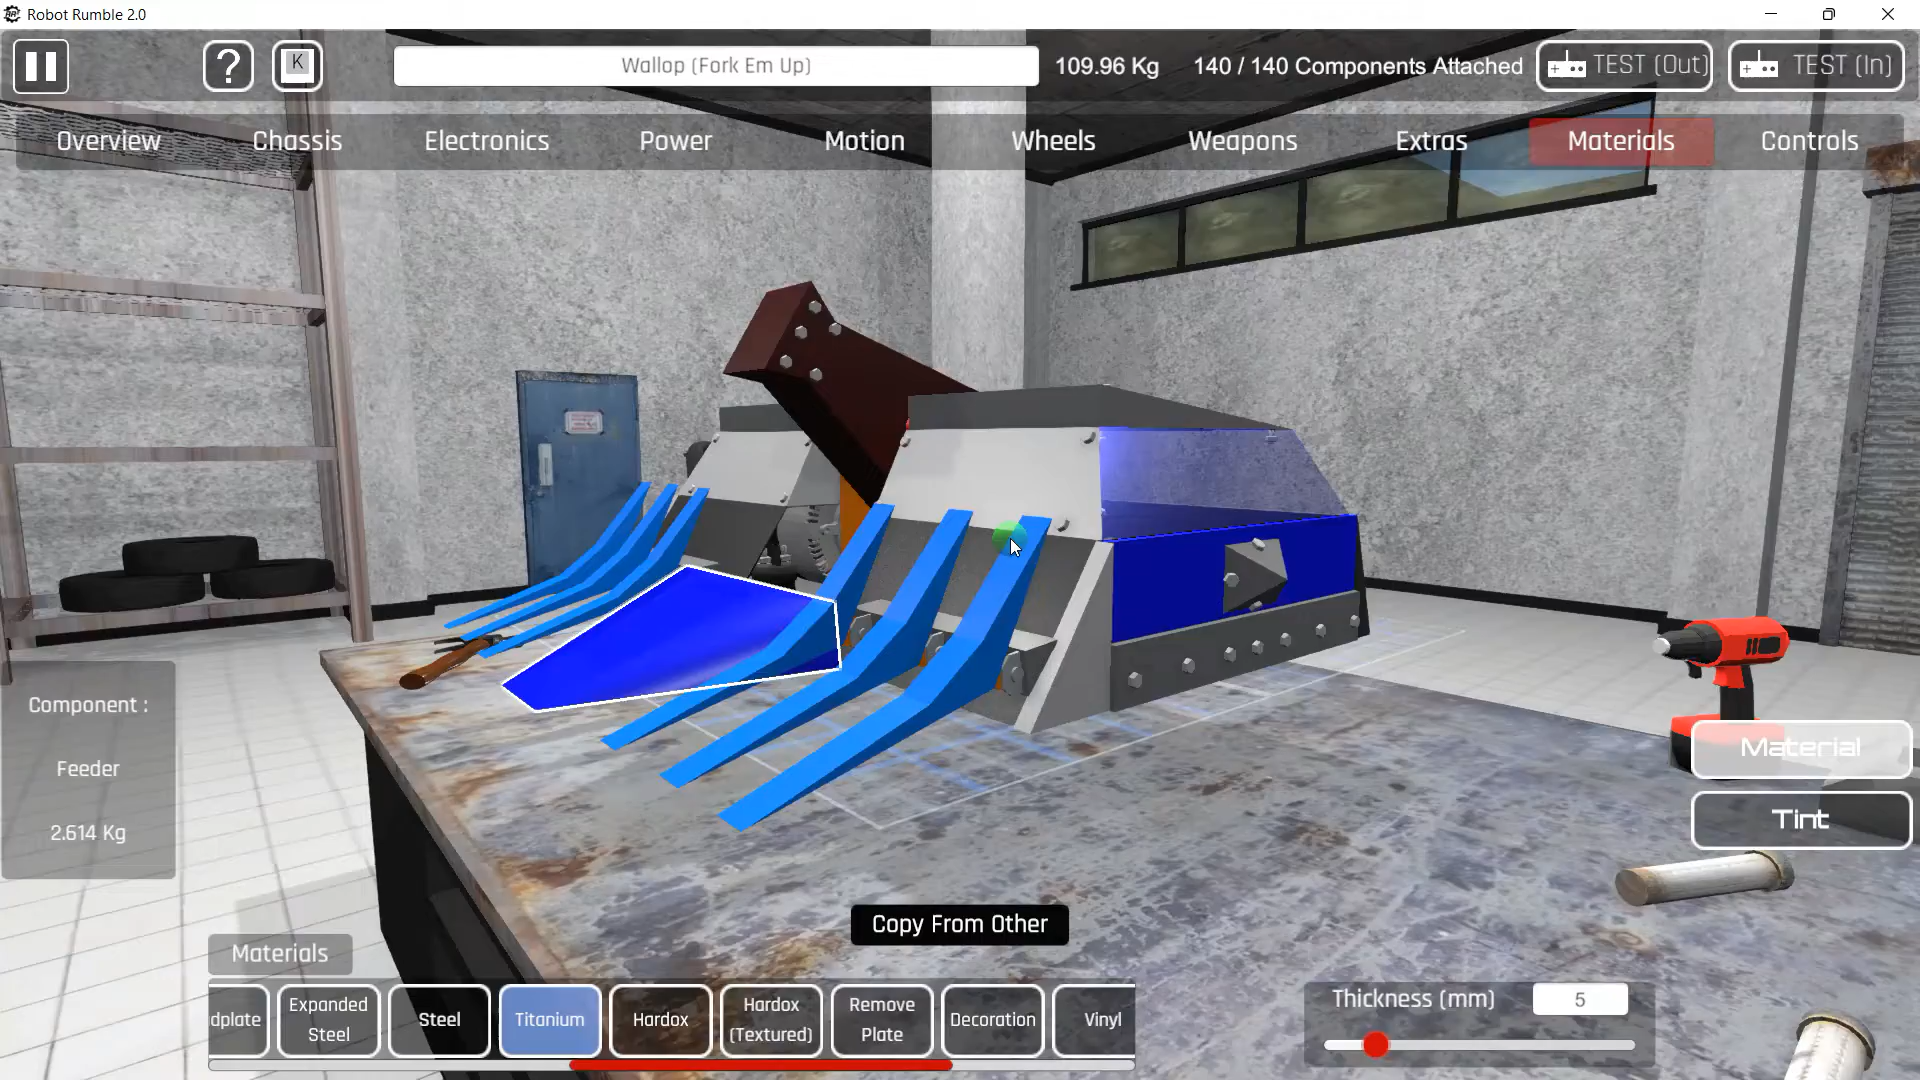 Robot Rumble 2.0
?
K
Wallop (Fork Em Up)
109.96 Kg
140 / 140 Components Attached
TEST (Out)
TEST (In)
Overview
Chassis
Electronics
Power
Motion
Wheels
Weapons
Extras
Materials
Controls
Component :
Feeder
2.614 Kg
Material
Tint
Copy From Other
Materials
dplate
Expanded
Steel
Steel
Titanium
Hardox
Hardox
(Textured)
Remove
Plate
Decoration
Vinyl
Thickness (mm)
5